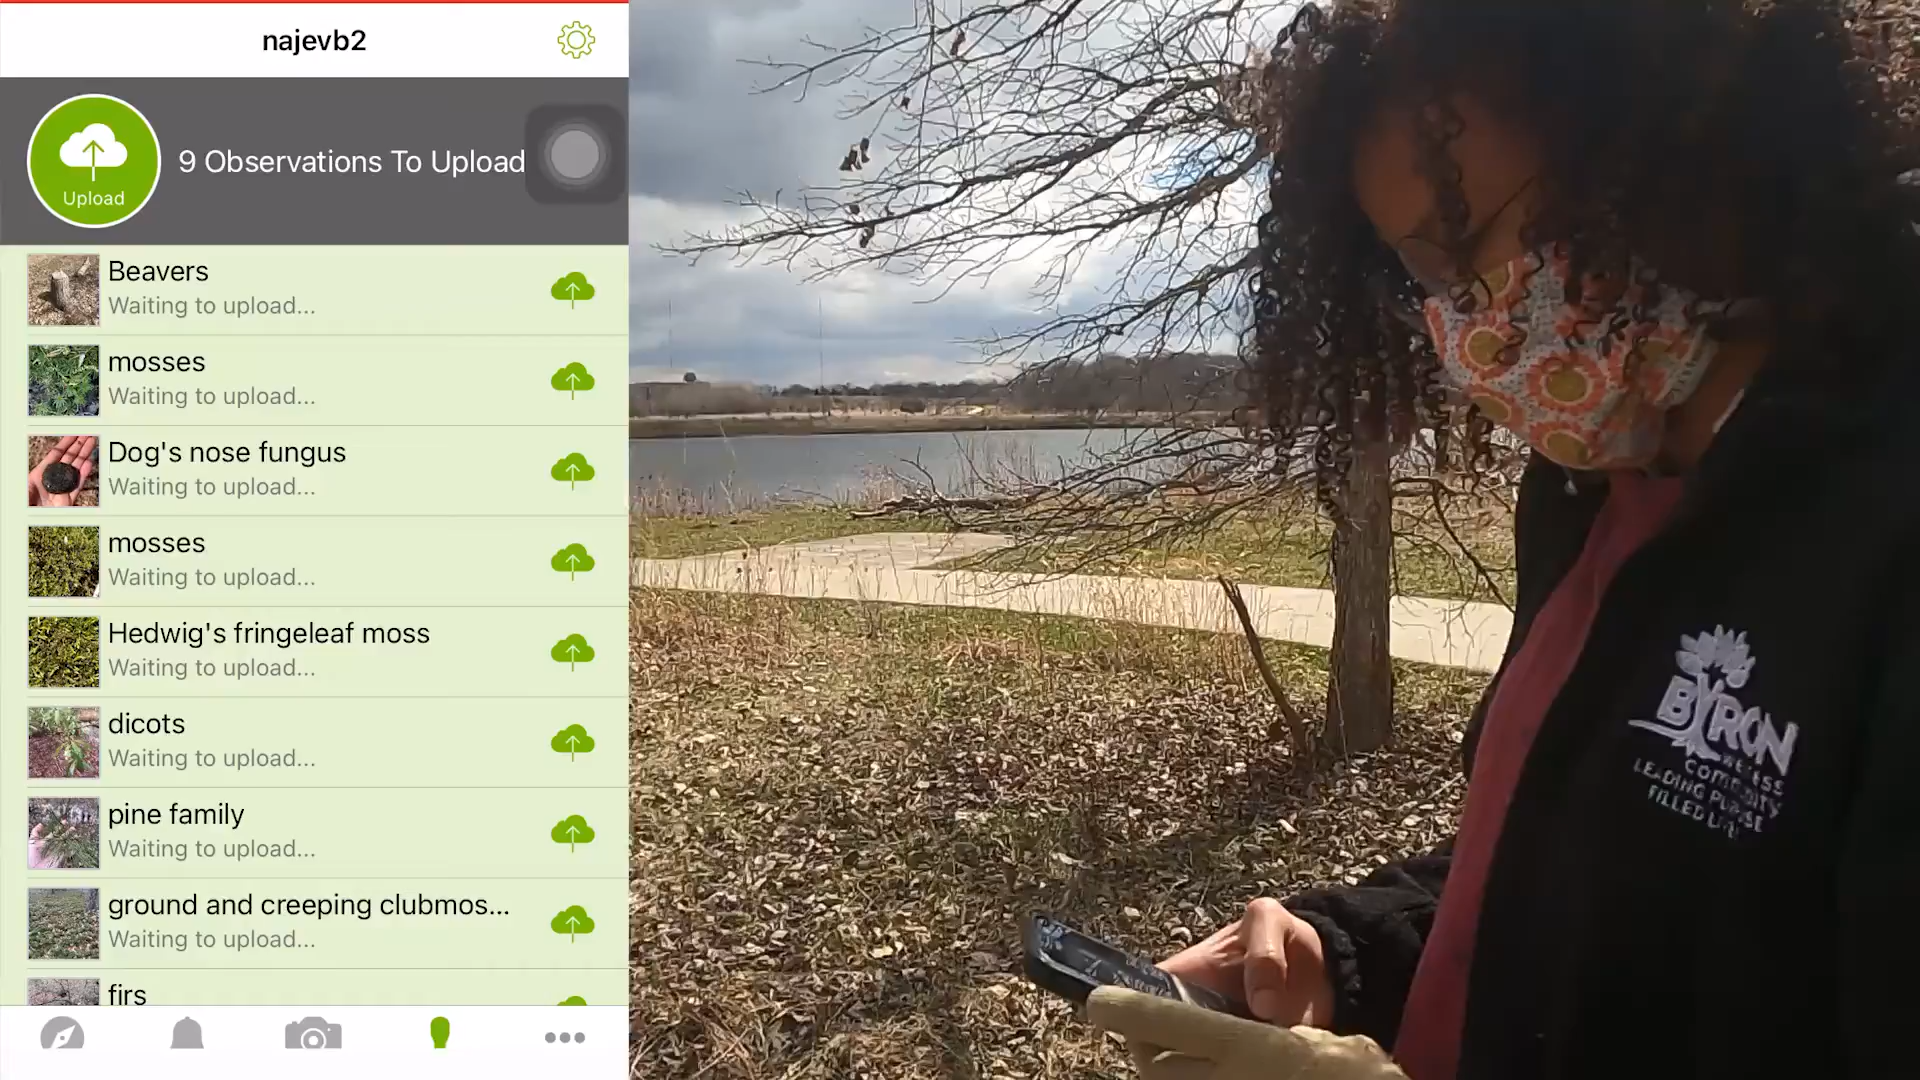 najevb2
Upload
9 Observations To Upload
Beavers
Waiting to upload...
mosses
Waiting to upload...
Dog's nose fungus
Waiting to upload...
mosses
Waiting to upload...
Hedwig's fringeleaf moss
Waiting to upload...
dicots
Waiting to upload...
pine family
Waiting to upload...
ground and creeping clubmos...
Waiting to upload...
firs
BYRON
LEADING
FILLED